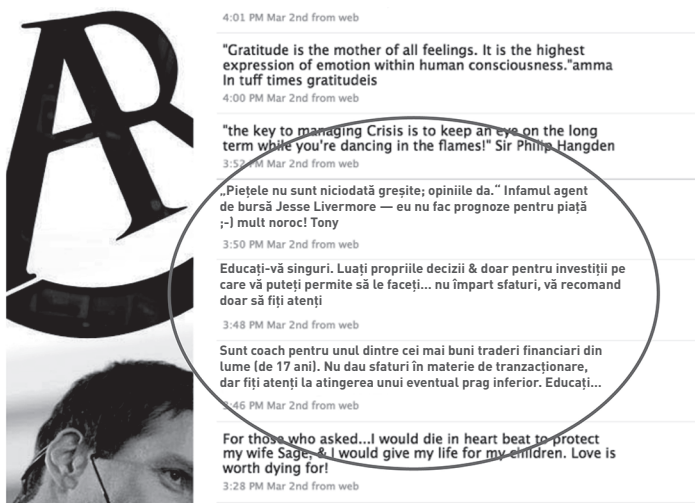 4:01 PM Mar 2nd from web
"Gratitude is the mother of all feelings. It is the highest
expression of emotion within human consciousness."amma
In tuff times gratitudeis
4:00 PM Mar 2nd from web
"the key to managing Crisis is to keep an eye on the long
term while you're dancing in the flames!" Sir Philip Hangden
3:52 PM Mar 2nd from web
„Piețele nu sunt niciodată greșite; opiniile da.“ Infamul agent
de bursă Jesse Livermore — eu nu fac prognoze pentru piață
;-) mult noroc! Tony
3:50 PM Mar 2nd from web
Educați-vă singuri. Luați propriile decizii & doar pentru investiții pe
care vă puteți permite să le faceți... nu împart sfaturi, vă recomand
doar să fiți atenți
3:48 PM Mar 2nd from web
Sunt coach pentru unul dintre cei mai buni traderi financiari din
lume (de 17 ani). Nu dau sfaturi în materie de tranzacționare,
dar fiți atenți la atingerea unui eventual prag inferior. Educați...
3:46 PM Mar 2nd from web
For those who asked...I would die in heart beat to protect
my wife Sage, & I would give my life for my children. Love is
worth dying for!
3:28 PM Mar 2nd from web